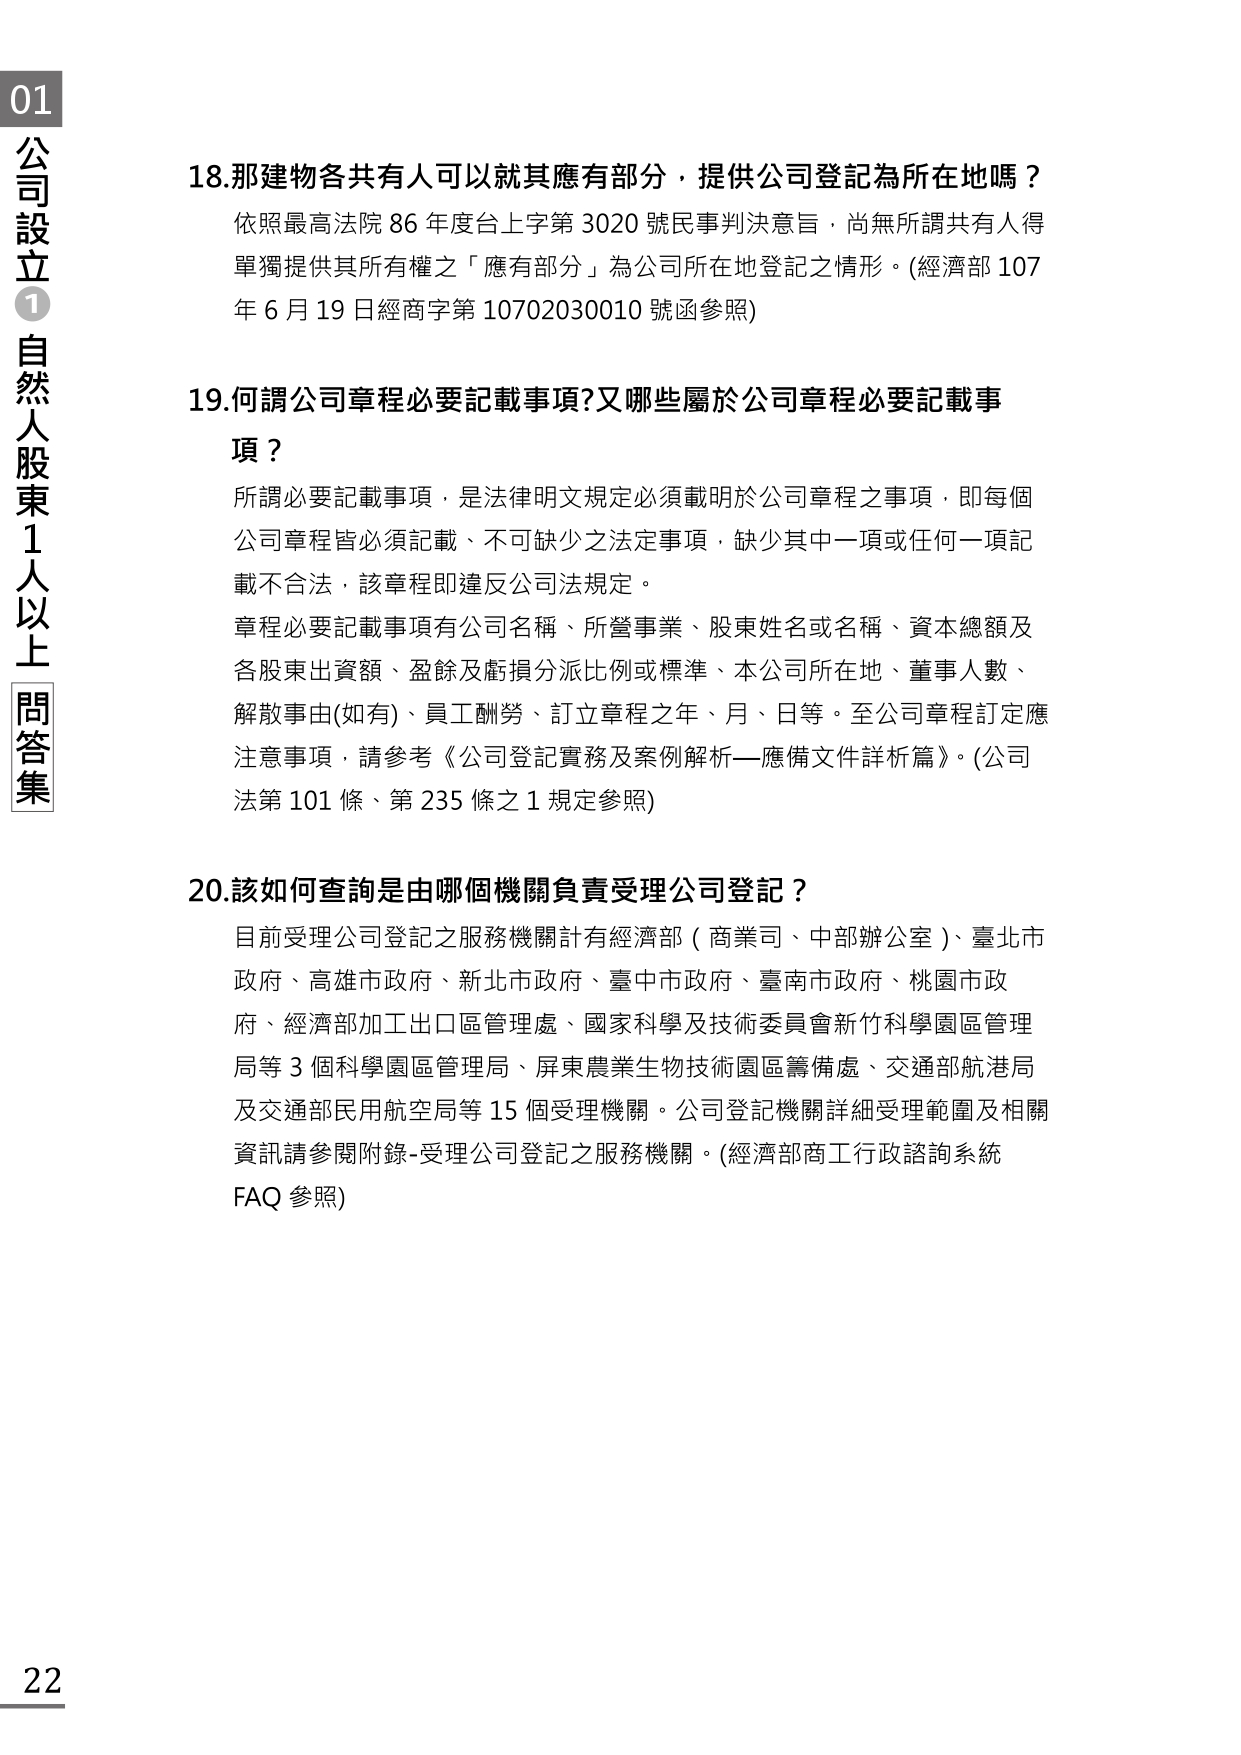 01
公司設立❶自然人股東1人以上 問答集
18.那建物各共有人可以就其應有部分，提供公司登記為所在地嗎？
依照最高法院 86 年度台上字第 3020 號民事判決意旨，尚無所謂共有人得
單獨提供其所有權之「應有部分」為公司所在地登記之情形。(經濟部 107
年 6 月 19 日經商字第 10702030010 號函參照)
19.何謂公司章程必要記載事項?又哪些屬於公司章程必要記載事
項？
所謂必要記載事項，是法律明文規定必須載明於公司章程之事項，即每個
公司章程皆必須記載、不可缺少之法定事項，缺少其中一項或任何一項記
載不合法，該章程即違反公司法規定。
章程必要記載事項有公司名稱、所營事業、股東姓名或名稱、資本總額及
各股東出資額、盈餘及虧損分派比例或標準、本公司所在地、董事人數、
解散事由(如有)、員工酬勞、訂立章程之年、月、日等。至公司章程訂定應
注意事項，請參考《公司登記實務及案例解析—應備文件詳析篇》。(公司
法第 101 條、第 235 條之 1 規定參照)
20.該如何查詢是由哪個機關負責受理公司登記？
目前受理公司登記之服務機關計有經濟部 ( 商業司、中部辦公室 )、臺北市
政府、高雄市政府、新北市政府、臺中市政府、臺南市政府、桃園市政
府、經濟部加工出口區管理處、國家科學及技術委員會新竹科學園區管理
局等 3 個科學園區管理局、屏東農業生物技術園區籌備處、交通部航港局
及交通部民用航空局等 15 個受理機關。公司登記機關詳細受理範圍及相關
資訊請參閱附錄-受理公司登記之服務機關。(經濟部商工行政諮詢系統
FAQ 參照)
22